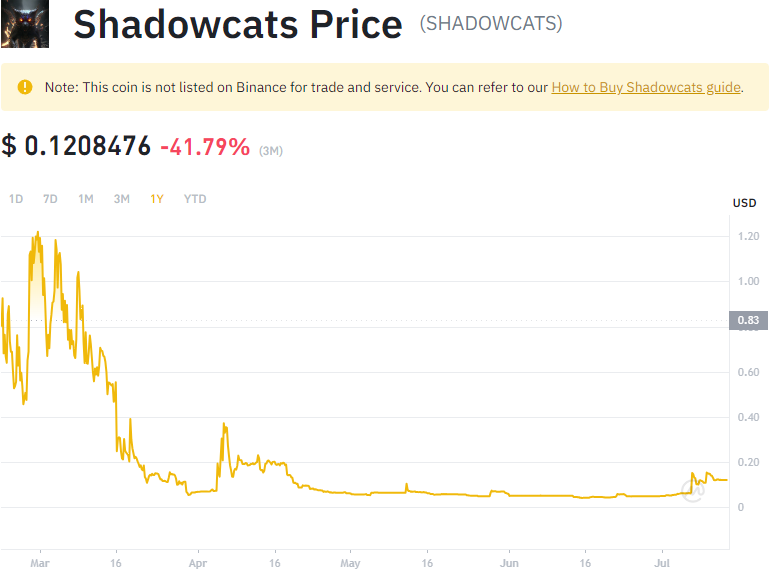 Shadowcats Price (SHADOWCATS)
Note: This coin is not listed on Binance for trade and service. You can refer to our How to Buy Shadowcats guide.
$ 0.1208476 -41.79% (3M)
1D 7D 1M 3M 1Y YTD
USD
1.20
1.00
0.83
0.60
0.40
0.20
0
Mar 16 Apr 16 May 16 Jun 16 Jul